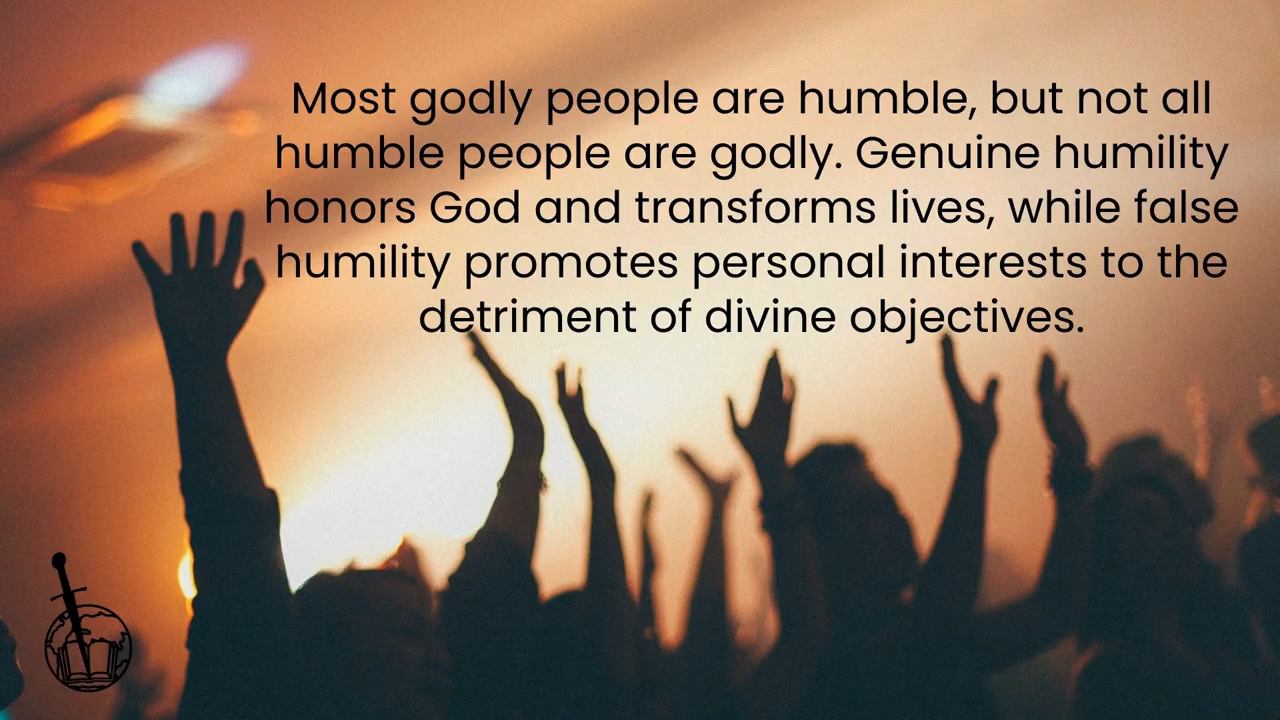 Most godly people are humble, but not all
humble people are godly. Genuine humility
honors God and transforms lives, while false
humility promotes personal interests to the
detriment of divine objectives.